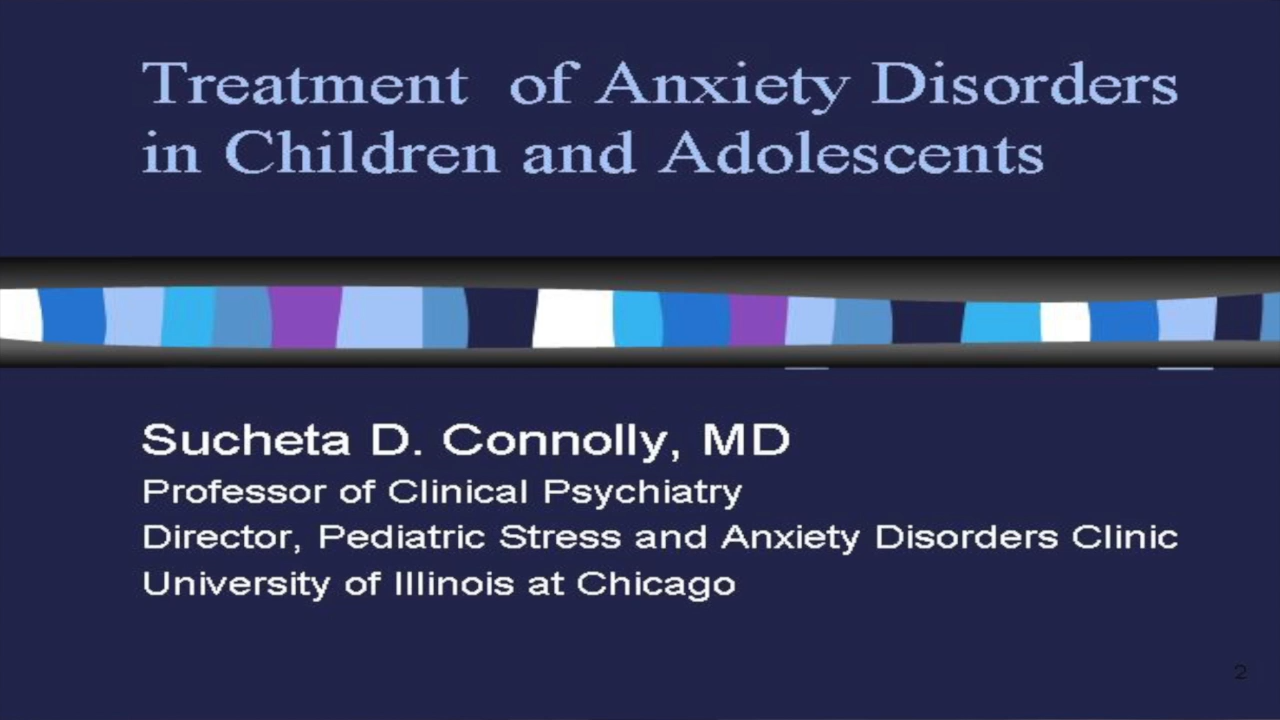 Treatment of Anxiety Disorders
in Children and Adolescents
Sucheta D. Connolly, MD
Professor of Clinical Psychiatry
Director, Pediatric Stress and Anxiety Disorders Clinic
University of Illinois at Chicago
2